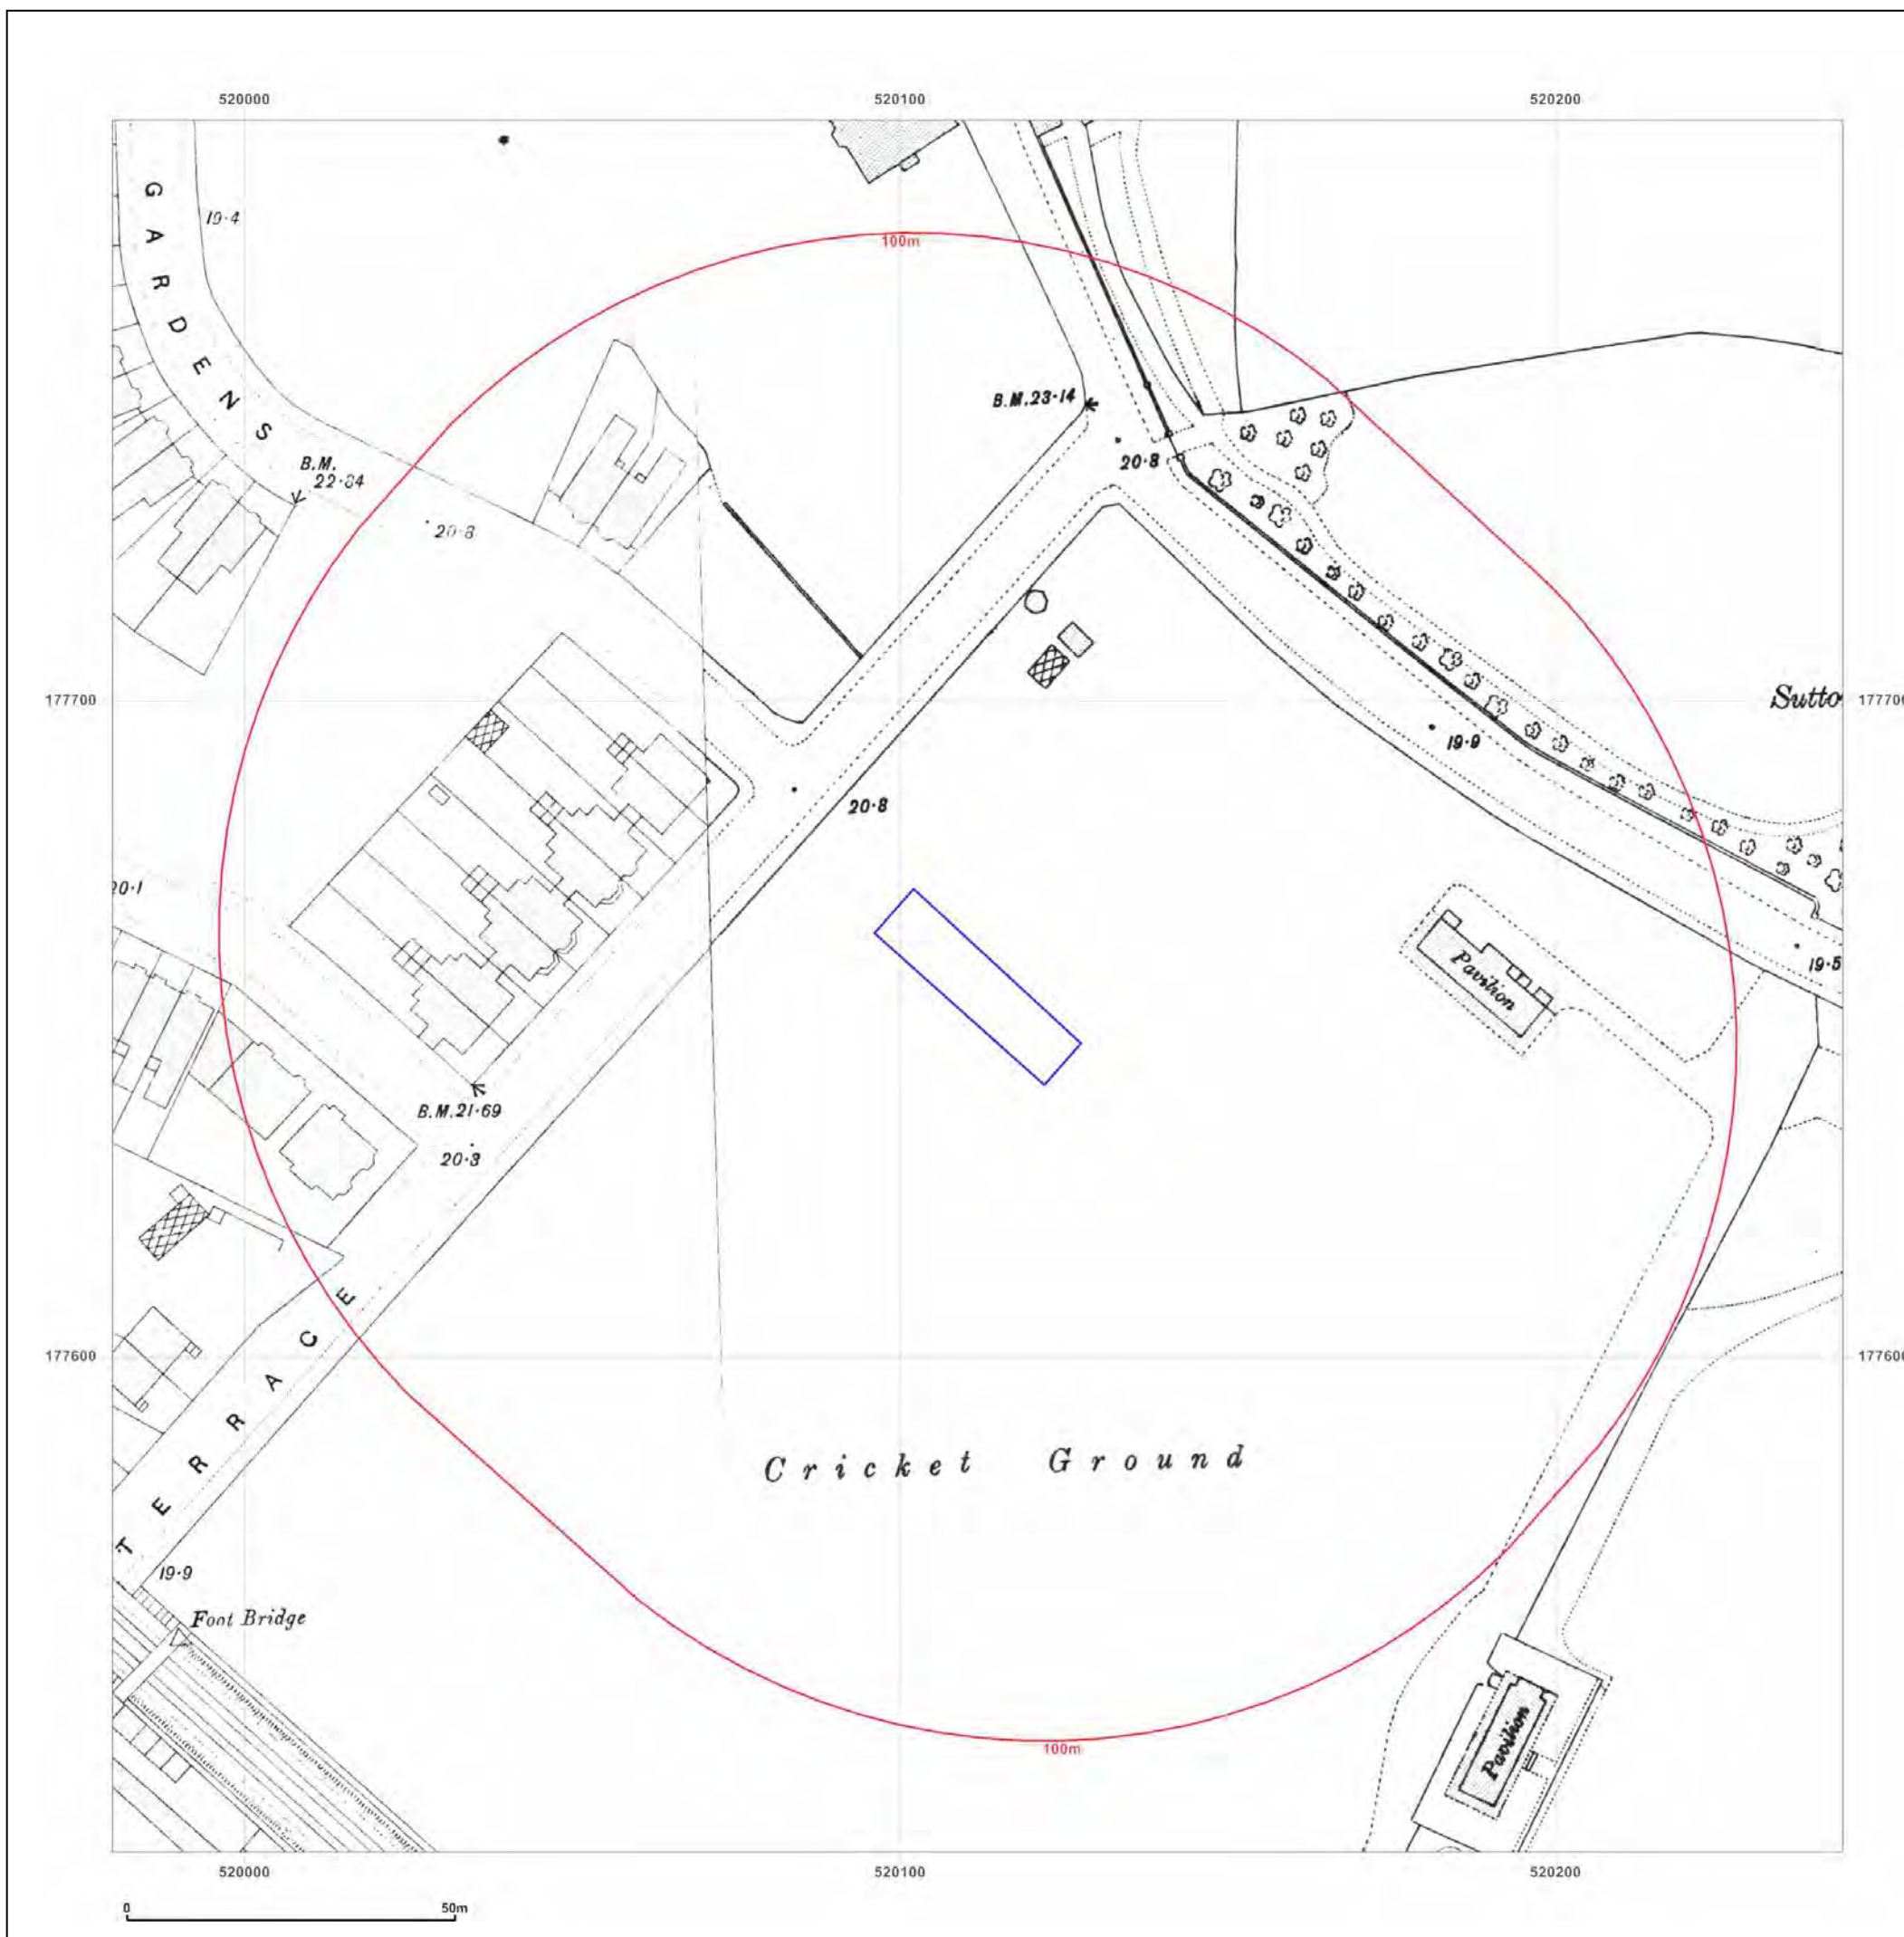 520000 520100 520200
GARDENS
19·4
100m
B.M. 23·14
20·8
B.M.
22·84
20·8
Sutto
177700 177700
19·9
20·8
20·1
Pavilion
19·5
B.M. 21·69
20·3
TERRACE
177600 177600
Cricket Ground
19·9
Foot Bridge
Pavilion
100m
520000 520100 520200
0 50m